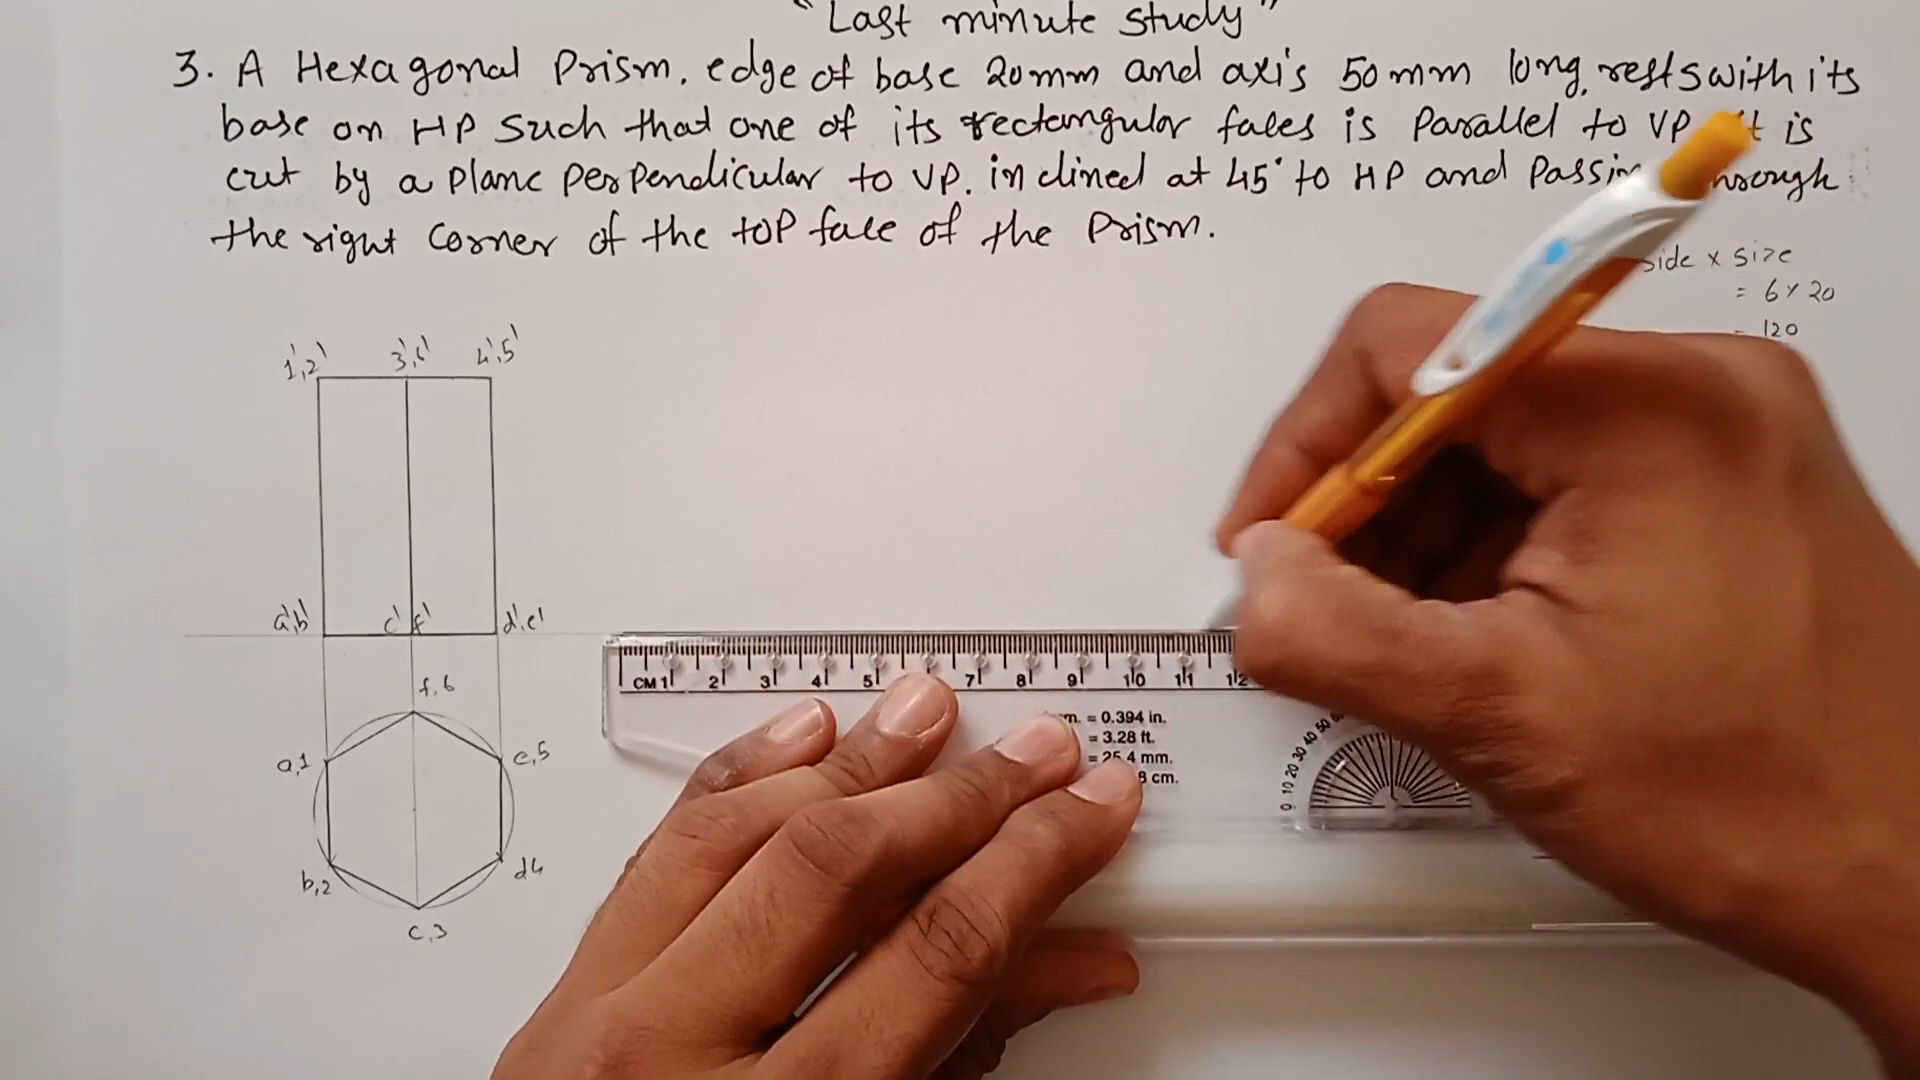 "Last minute study"
3. A Hexagonal Prism, edge of base 20mm and axis 50mm long, rests with its
base on HP such that one of its rectangular faces is Parallel to VP. It is
cut by a plane perpendicular to VP, inclined at 45° to HP and Passing through
the right corner of the top face of the Prism.
side x size
= 6 x 20
= 120
1',2' 3',6' 4',5'
a',b' c' f' d',e'
f,6
a,1 e,5
b,2 d4
c,3
CM 1 2 3 4 5 7 8 9 10 11 12
m. = 0.394 in.
= 3.28 ft.
= 25.4 mm.
8 cm.
0 10 20 30 40 50